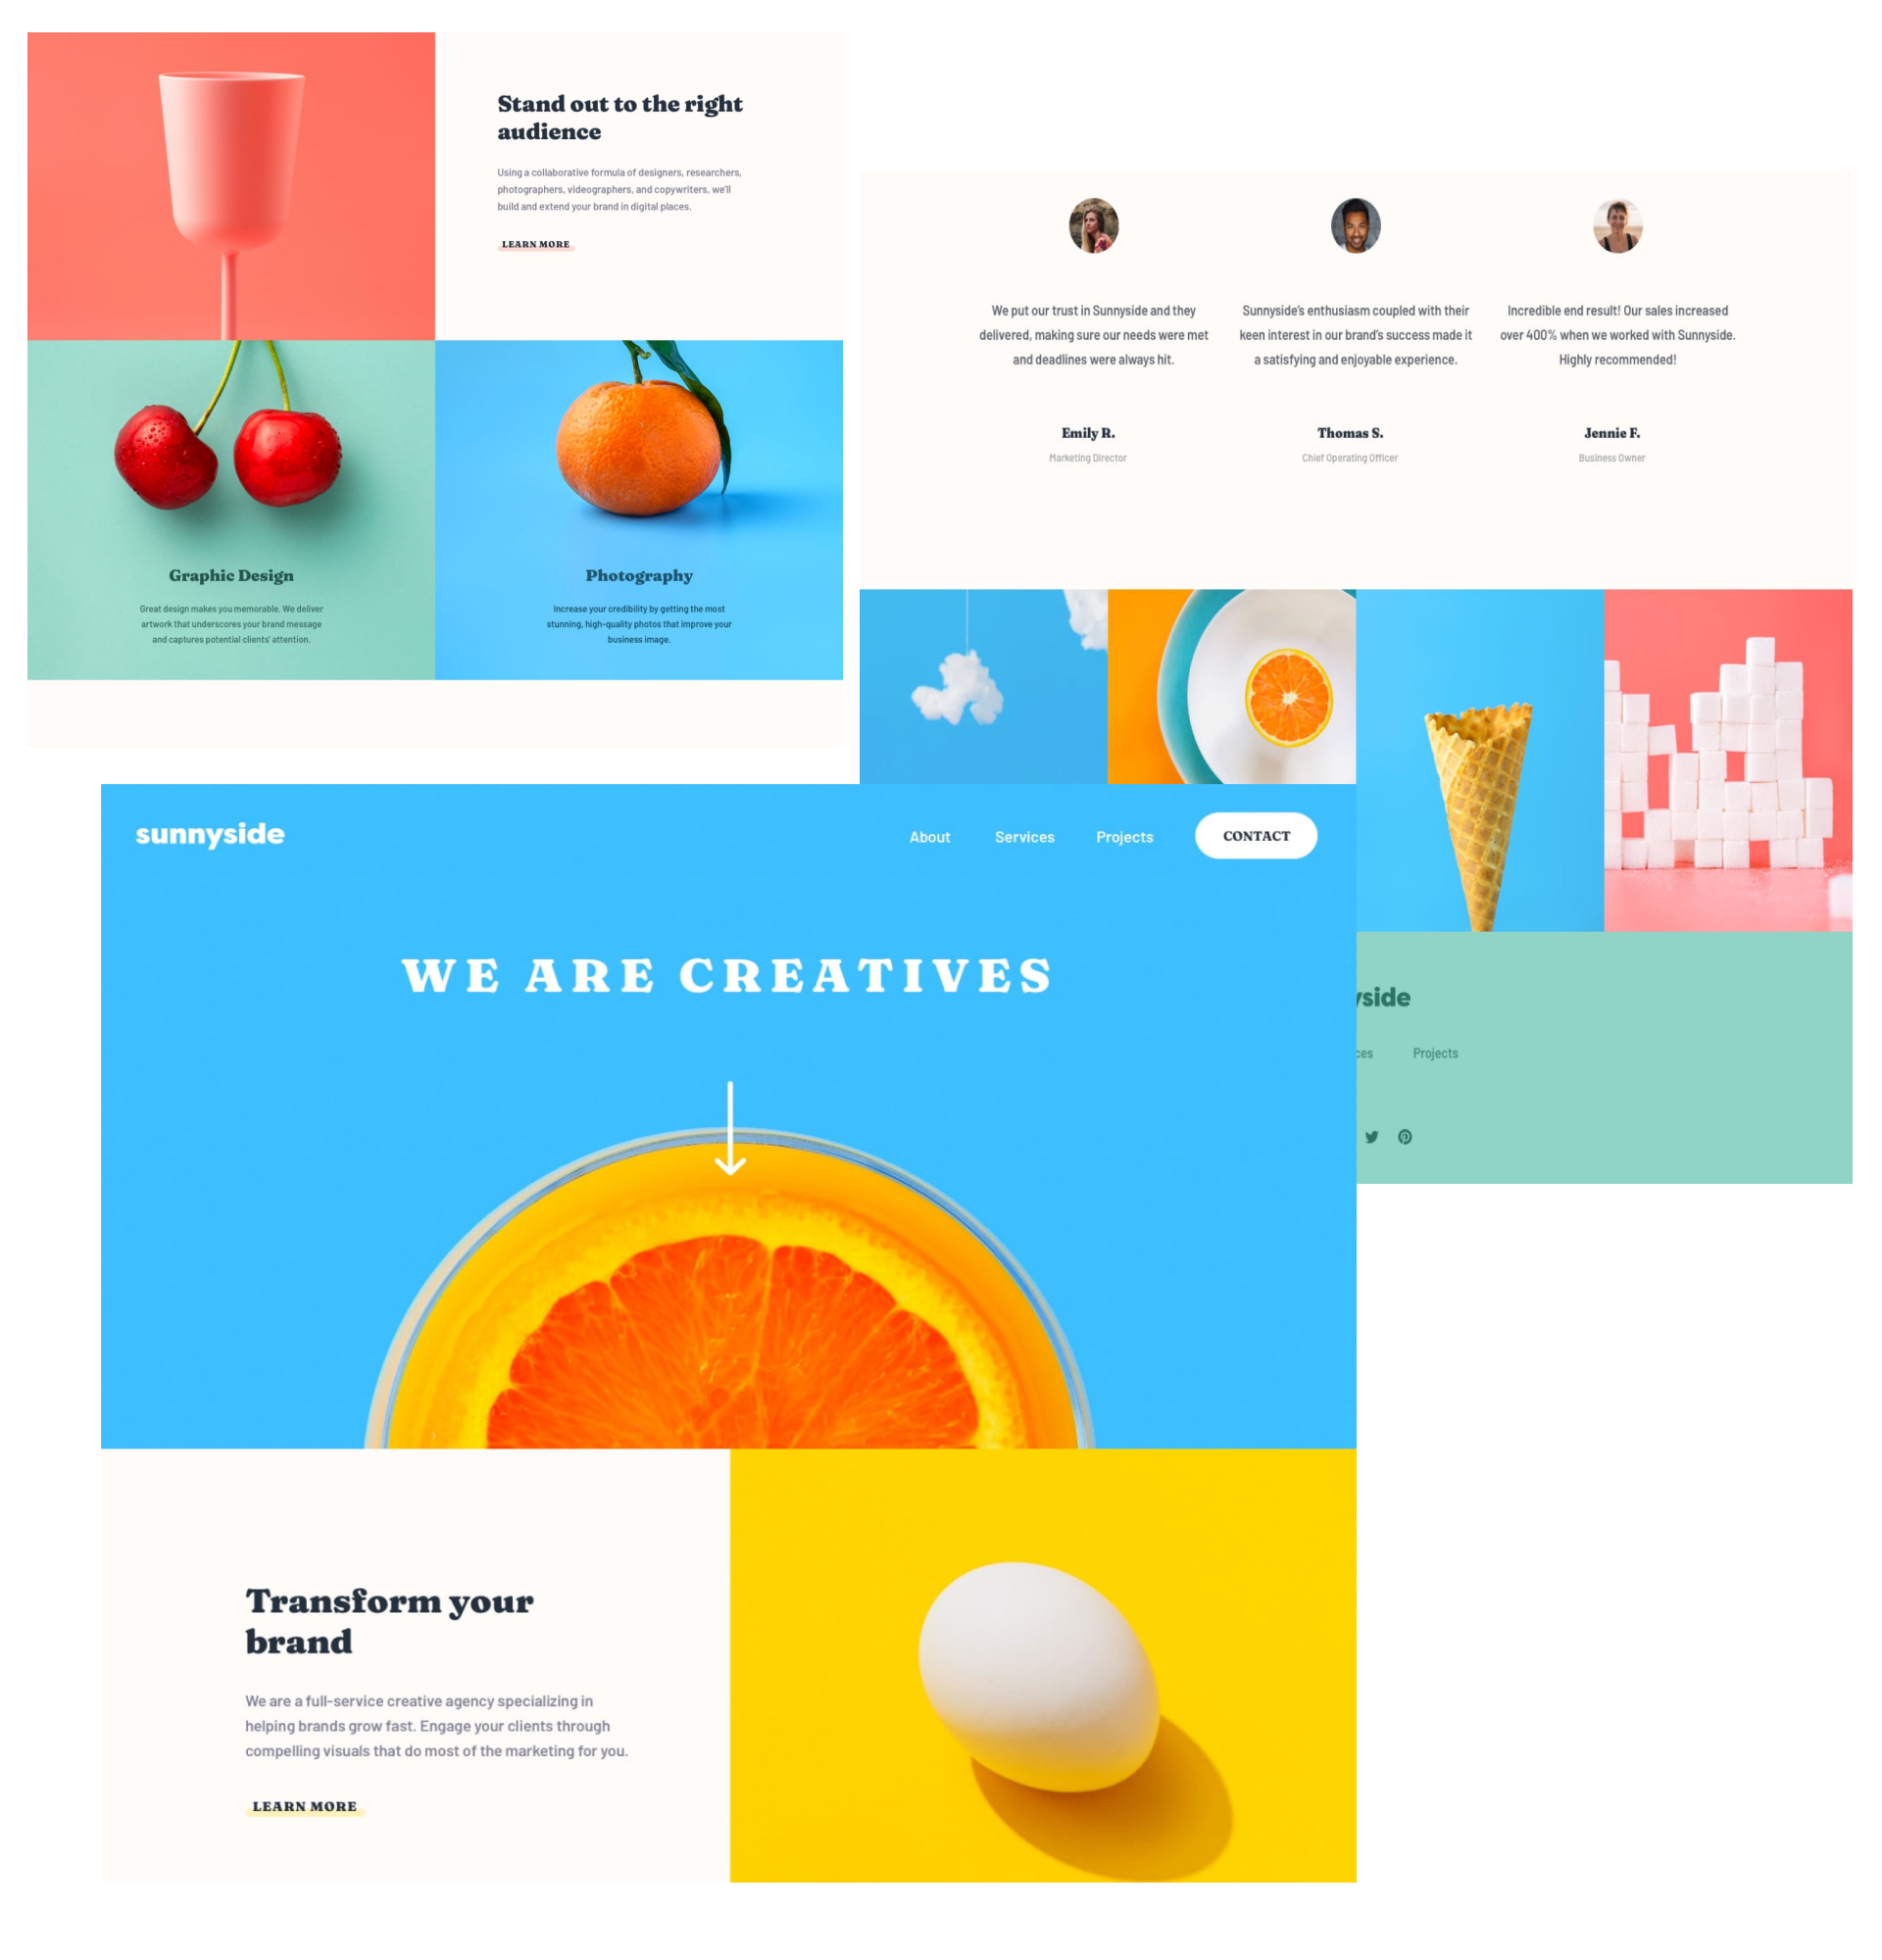 Stand out to the right
audience
Using a collaborative formula of designers, researchers,
photographers, videographers, and copywriters, we'll
build and extend your brand in digital places.
LEARN MORE
Graphic Design
Great design makes you memorable. We deliver
artwork that underscores your brand message
and captures potential clients' attention.
Photography
Increase your credibility by getting the most
stunning, high-quality photos that improve your
business image.
We put our trust in Sunnyside and they
delivered, making sure our needs were met
and deadlines were always hit.
Emily R.
Marketing Director
Sunnyside's enthusiasm coupled with their
keen interest in our brand's success made it
a satisfying and enjoyable experience.
Thomas S.
Chief Operating Officer
Incredible end result! Our sales increased
over 400% when we worked with Sunnyside.
Highly recommended!
Jennie F.
Business Owner
yside
ces Projects
sunnyside
About Services Projects CONTACT
WE ARE CREATIVES
Transform your
brand
We are a full-service creative agency specializing in
helping brands grow fast. Engage your clients through
compelling visuals that do most of the marketing for you.
LEARN MORE